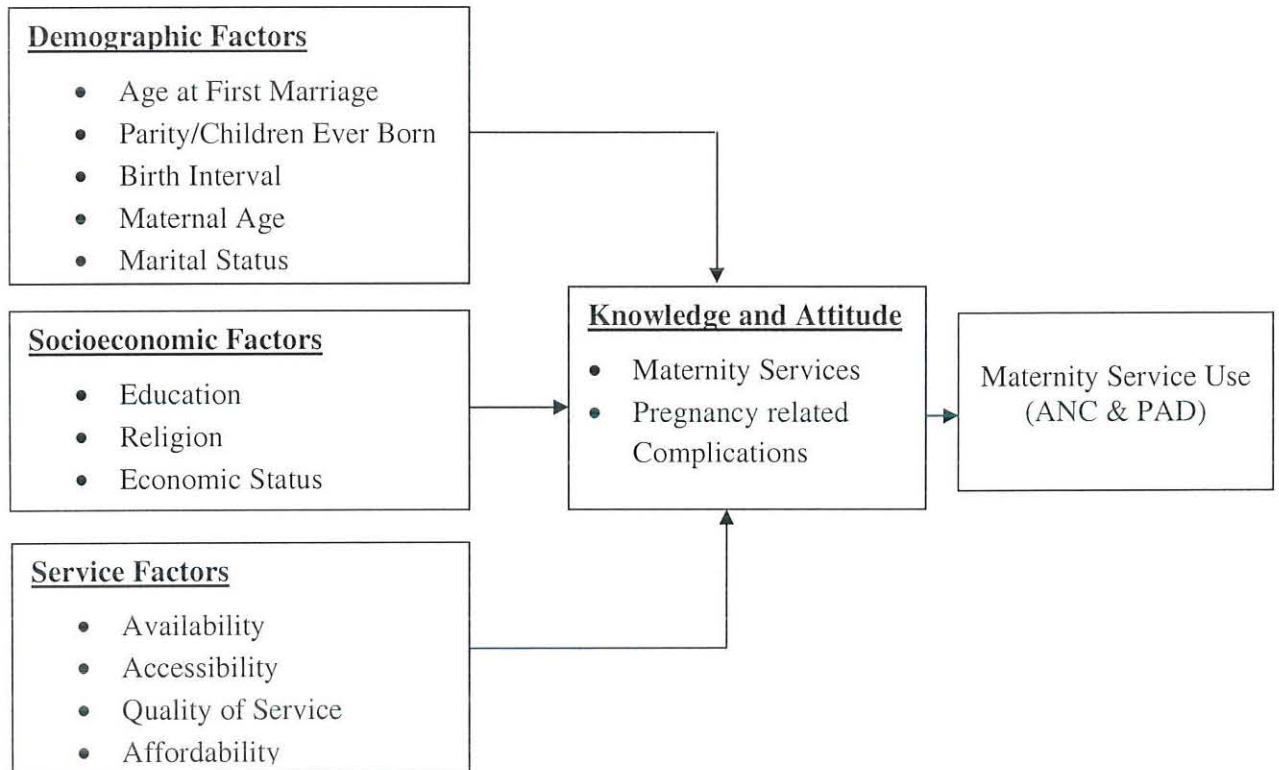 Demographic Factors
• Age at First Marriage
• Parity/Children Ever Born
• Birth Interval
• Maternal Age
• Marital Status
Socioeconomic Factors
• Education
• Religion
• Economic Status
Service Factors
• Availability
• Accessibility
• Quality of Service
• Affordability
Knowledge and Attitude
• Maternity Services
• Pregnancy related
Complications
Maternity Service Use
(ANC & PAD)